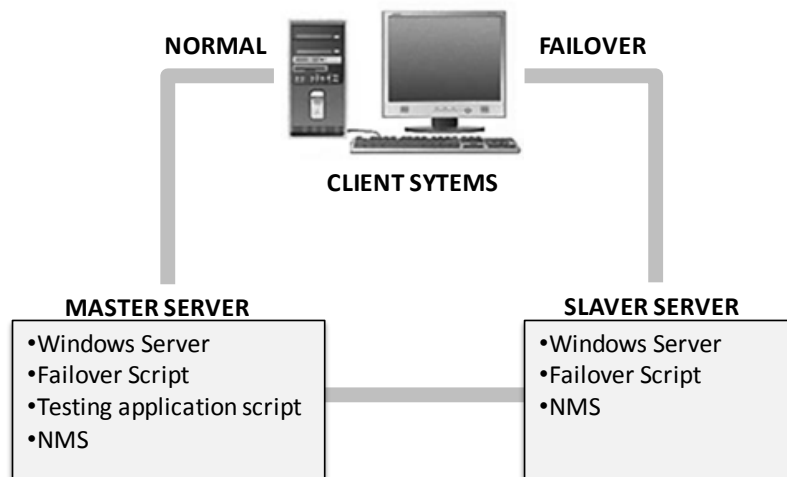 NORMAL
FAILOVER
CLIENT SYTEMS
MASTER SERVER
•Windows Server
•Failover Script
•Testing application script
•NMS
SLAVER SERVER
•Windows Server
•Failover Script
•NMS